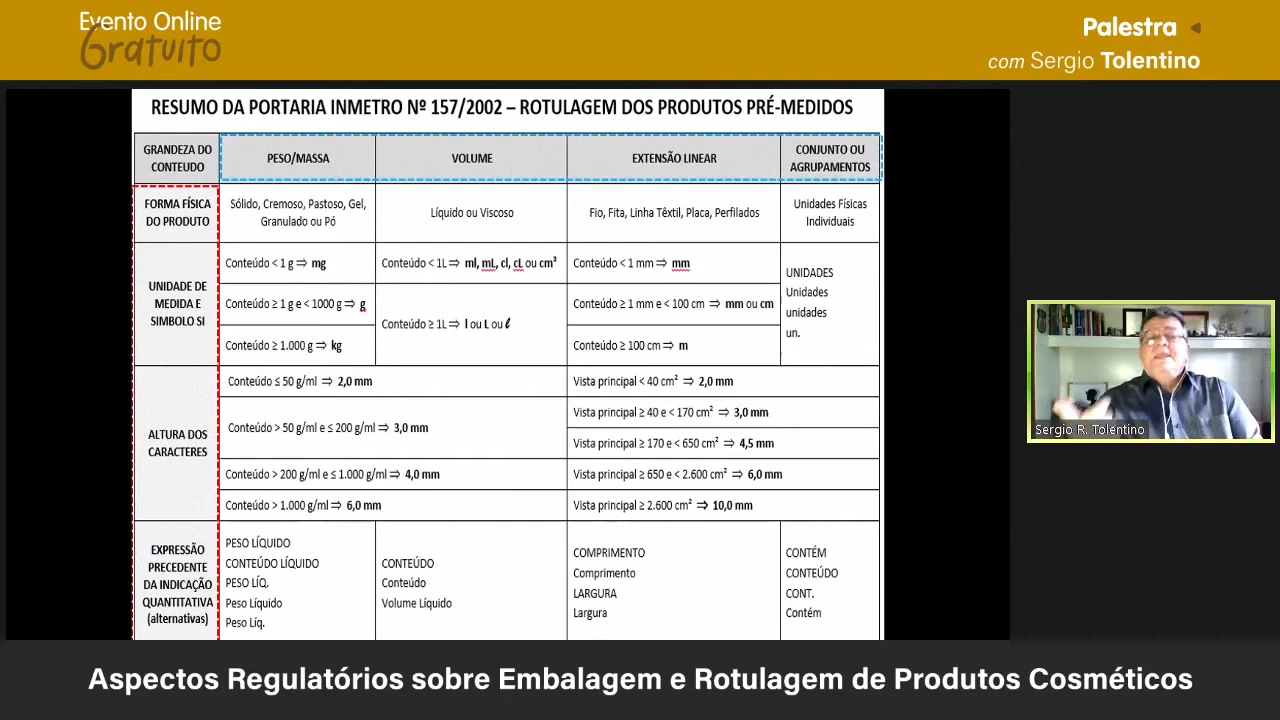 Evento Online
Gratuito
Palestra
com Sergio Tolentino
RESUMO DA PORTARIA INMETRO Nº 157/2002 – ROTULAGEM DOS PRODUTOS PRÉ-MEDIDOS
GRANDEZA DO
CONTEUDO
PESO/MASSA
VOLUME
EXTENSÃO LINEAR
CONJUNTO OU
AGRUPAMENTOS
FORMA FÍSICA
DO PRODUTO
Sólido, Cremoso, Pastoso, Gel,
Granulado ou Pó
Líquido ou Viscoso
Fio, Fita, Linha Têxtil, Placa, Perfilados
Unidades Físicas
Individuais
UNIDADE DE
MEDIDA E
SIMBOLO SI
Conteúdo < 1 g ⇒ mg
Conteúdo < 1L ⇒ ml, mL, cl, cL ou cm³
Conteúdo < 1 mm ⇒ mm
UNIDADES
Unidades
unidades
un.
Conteúdo ≥ 1 g e < 1000 g ⇒ g
Conteúdo ≥ 1L ⇒ l ou L ou ℓ
Conteúdo ≥ 1 mm e < 100 cm ⇒ mm ou cm
Conteúdo ≥ 1.000 g ⇒ kg
Conteúdo ≥ 100 cm ⇒ m
ALTURA DOS
CARACTERES
Conteúdo ≤ 50 g/ml ⇒ 2,0 mm
Vista principal < 40 cm² ⇒ 2,0 mm
Conteúdo > 50 g/ml e ≤ 200 g/ml ⇒ 3,0 mm
Vista principal ≥ 40 e < 170 cm² ⇒ 3,0 mm
Vista principal ≥ 170 e < 650 cm² ⇒ 4,5 mm
Conteúdo > 200 g/ml e ≤ 1.000 g/ml ⇒ 4,0 mm
Vista principal ≥ 650 e < 2.600 cm² ⇒ 6,0 mm
Conteúdo > 1.000 g/ml ⇒ 6,0 mm
Vista principal ≥ 2.600 cm² ⇒ 10,0 mm
EXPRESSÃO
PRECEDENTE
DA INDICAÇÃO
QUANTITATIVA
(alternativas)
PESO LÍQUIDO
CONTEÚDO LÍQUIDO
PESO LÍQ.
Peso Líquido
Peso Líq.
CONTEÚDO
Conteúdo
Volume Líquido
COMPRIMENTO
Comprimento
LARGURA
Largura
CONTÉM
CONTEÚDO
CONT.
Contém
Sergio R. Tolentino
Aspectos Regulatórios sobre Embalagem e Rotulagem de Produtos Cosméticos